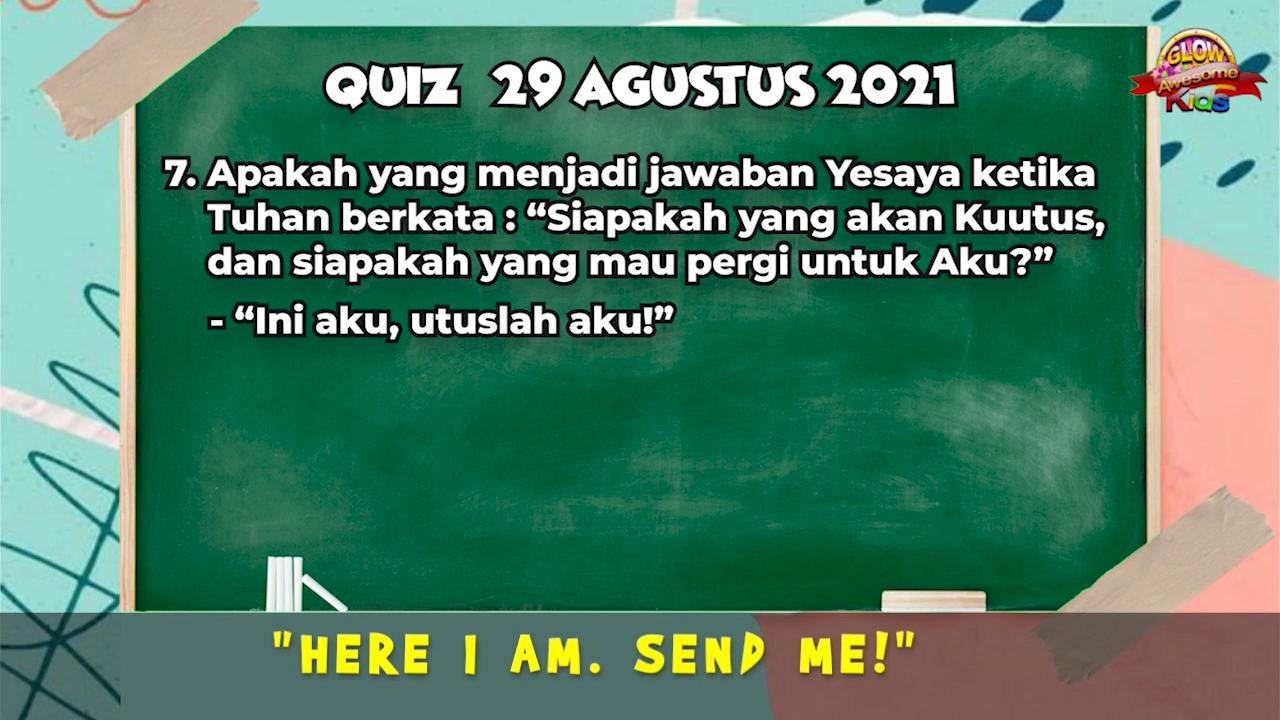 QUIZ 29 AGUSTUS 2021
GLOW
Awesome
Kids
7. Apakah yang menjadi jawaban Yesaya ketika
Tuhan berkata : “Siapakah yang akan Kuutus,
dan siapakah yang mau pergi untuk Aku?”
- “Ini aku, utuslah aku!”
"HERE I AM. SEND ME!"